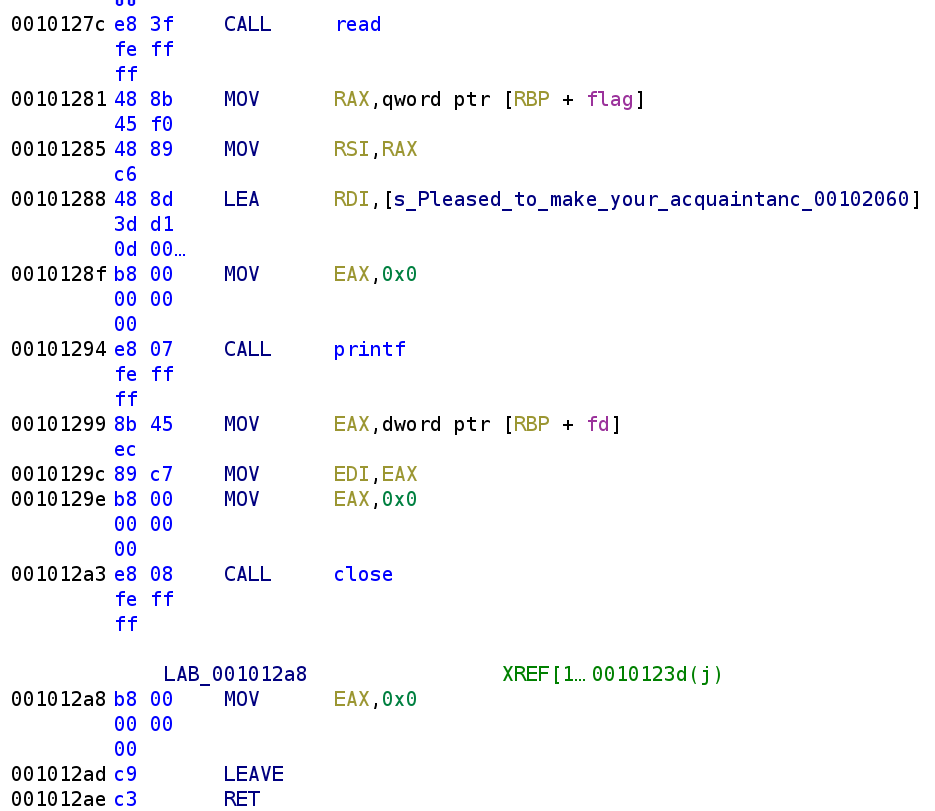 0010127c e8 3f CALL read
fe ff
ff
00101281 48 8b MOV RAX,qword ptr [RBP + flag]
45 f0
00101285 48 89 MOV RSI,RAX
c6
00101288 48 8d LEA RDI,[s_Pleased_to_make_your_acquaintanc_00102060]
3d d1
0d 00…
0010128f b8 00 MOV EAX,0x0
00 00
00
00101294 e8 07 CALL printf
fe ff
ff
00101299 8b 45 MOV EAX,dword ptr [RBP + fd]
ec
0010129c 89 c7 MOV EDI,EAX
0010129e b8 00 MOV EAX,0x0
00 00
00
001012a3 e8 08 CALL close
fe ff
ff
LAB_001012a8 XREF[1… 0010123d(j)
001012a8 b8 00 MOV EAX,0x0
00 00
00
001012ad c9 LEAVE
001012ae c3 RET